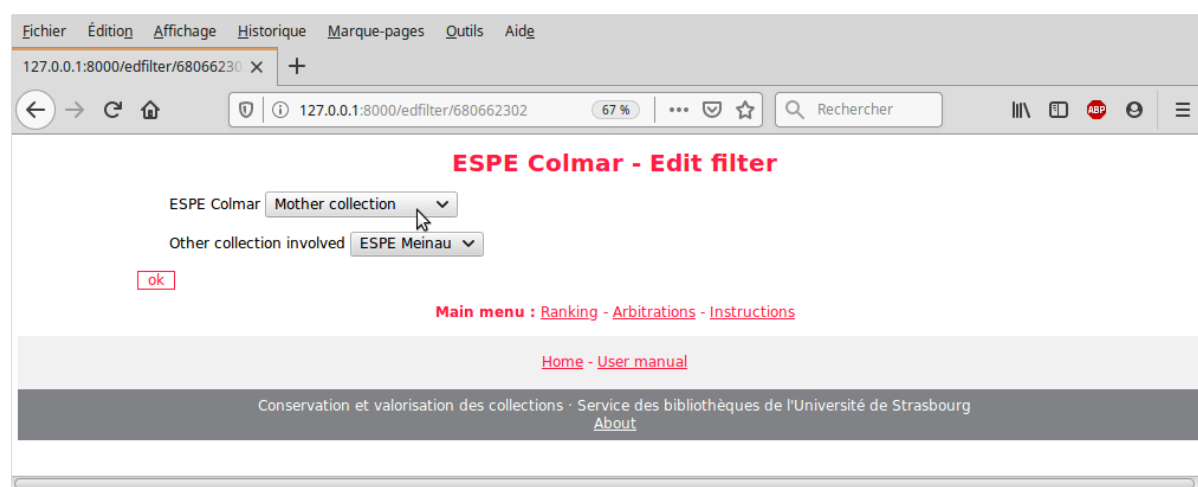 Fichier Édition Affichage Historique Marque-pages Outils Aide
127.0.0.1:8000/edfilter/68066230
127.0.0.1:8000/edfilter/680662302 67 % Rechercher ABP
ESPE Colmar - Edit filter
ESPE Colmar Mother collection
Other collection involved ESPE Meinau
ok
Main menu : Ranking - Arbitrations - Instructions
Home - User manual
Conservation et valorisation des collections · Service des bibliothèques de l'Université de Strasbourg
About